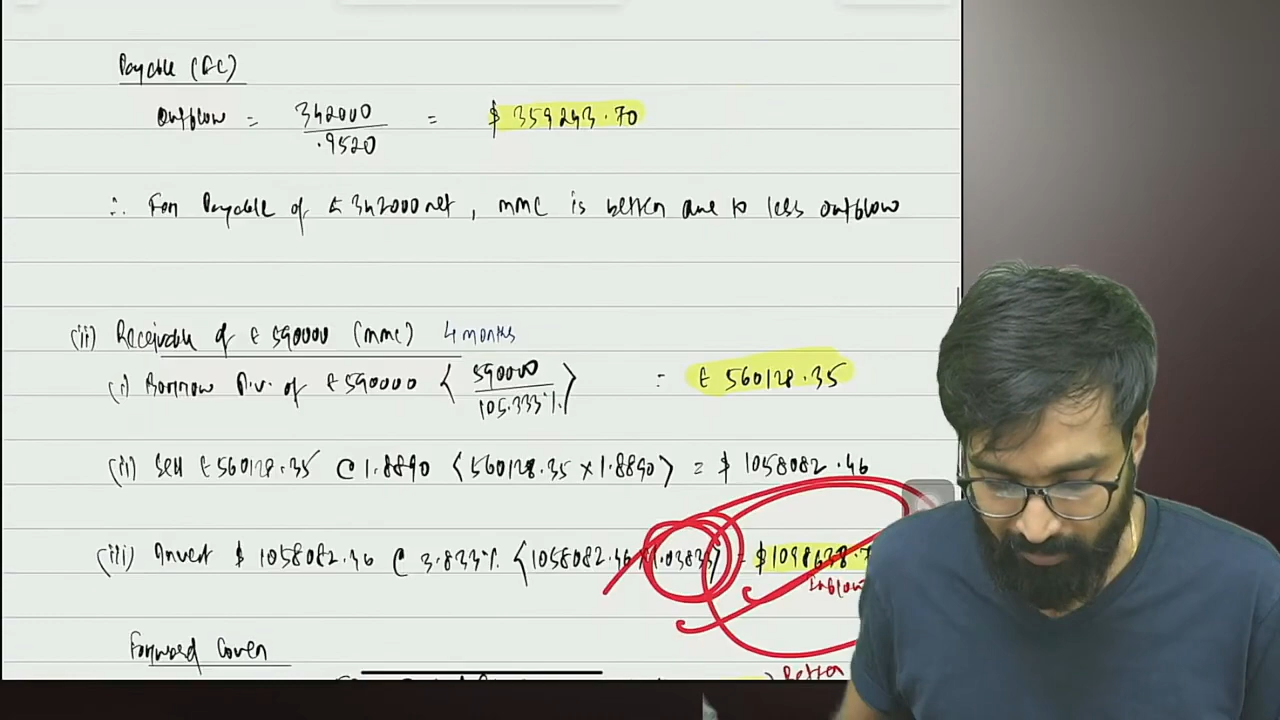 Payable (FC)
Outflow = 342000 / .9520 = $ 359243.70
∴ For Payable of £ 342000 net, MMC is better due to less outflow
(ii) Receivable of £ 590000 (MMC) 4 months
(i) Borrow P.V. of £ 590000 < 590000 / 105.333% > = £ 560128.35
(ii) Sell £ 560128.35 @ 1.8890 <560128.35 × 1.8890> = $ 1058082.46
(iii) Invest $ 1058082.46 @ 3.833% <1058082.46 = $1098638.7
Inflow
Forward Cover
Better